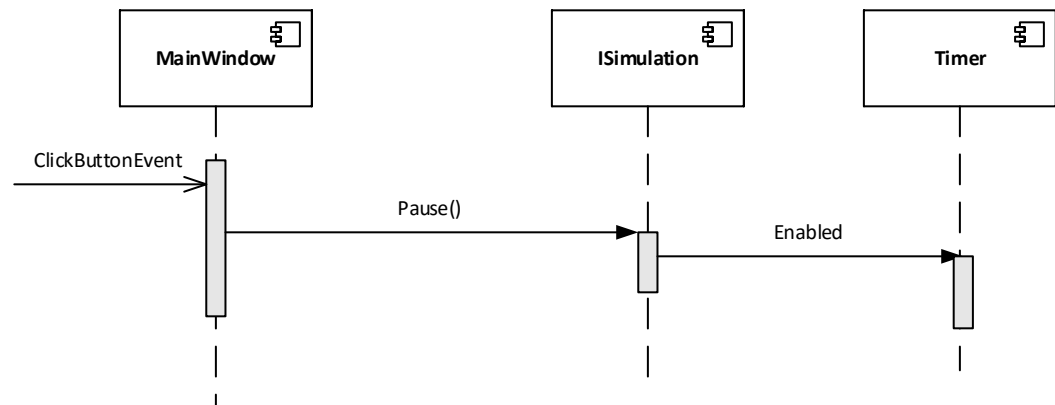 MainWindow
ISimulation
Timer
ClickButtonEvent
Pause()
Enabled